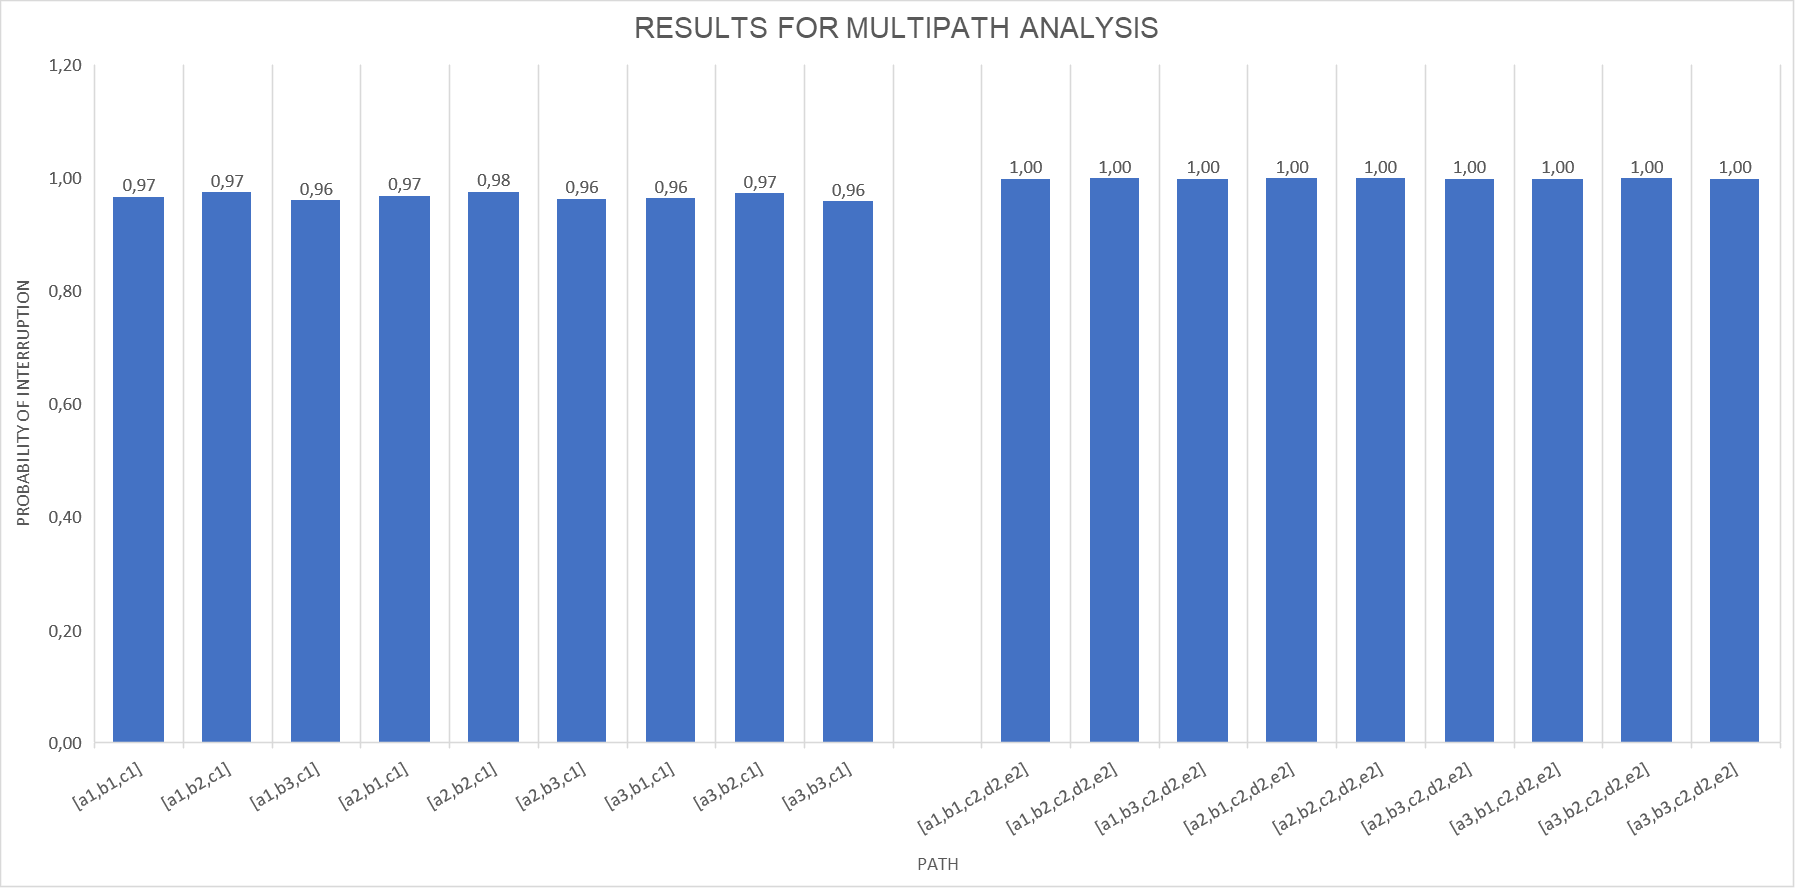 RESULTS FOR MULTIPATH ANALYSIS
1,20
1,00
0,80
0,60
0,40
0,20
0,00
PROBABILITY OF INTERRUPTION
0,97
0,97
0,96
0,97
0,98
0,96
0,96
0,97
0,96
1,00
1,00
1,00
1,00
1,00
1,00
1,00
1,00
1,00
[a1,b1,c1]
[a1,b2,c1]
[a1,b3,c1]
[a2,b1,c1]
[a2,b2,c1]
[a2,b3,c1]
[a3,b1,c1]
[a3,b2,c1]
[a3,b3,c1]
[a1,b1,c2,d2,e2]
[a1,b2,c2,d2,e2]
[a1,b3,c2,d2,e2]
[a2,b1,c2,d2,e2]
[a2,b2,c2,d2,e2]
[a2,b3,c2,d2,e2]
[a3,b1,c2,d2,e2]
[a3,b2,c2,d2,e2]
[a3,b3,c2,d2,e2]
PATH